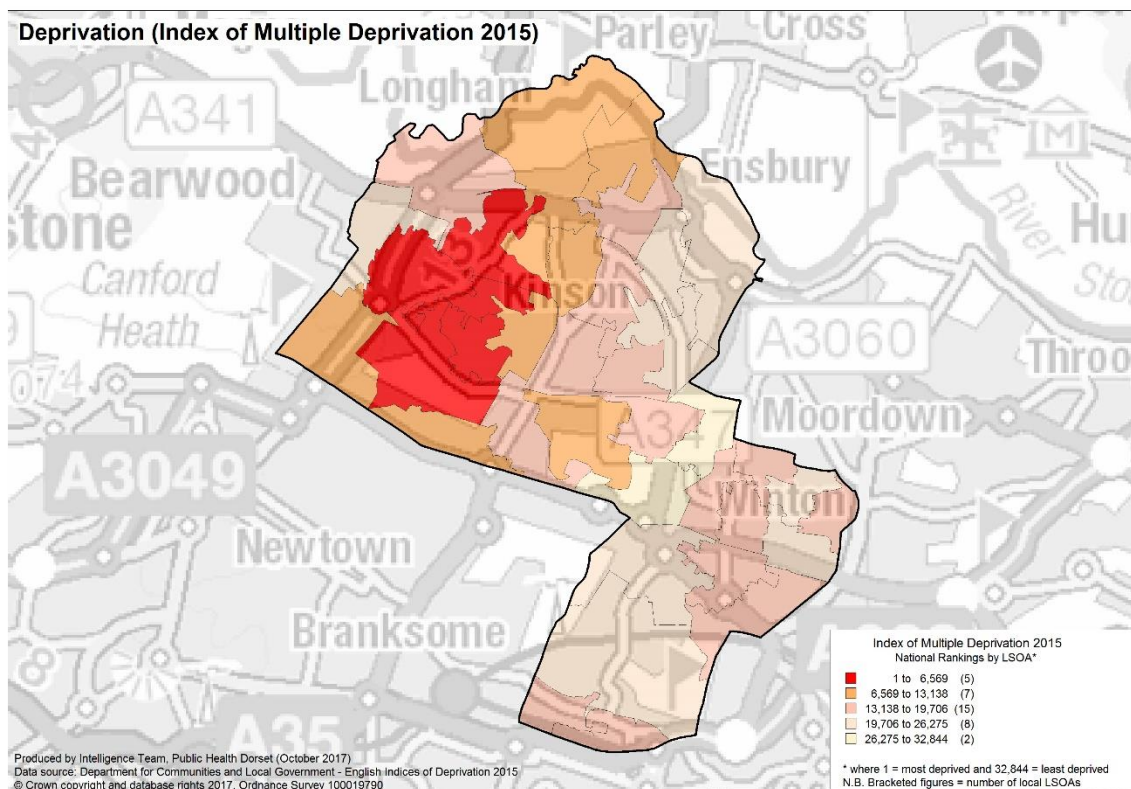 Deprivation (Index of Multiple Deprivation 2015)
Parley
Cross
Longham
A341
Bearwood
Ensbury
stone
River
Canford
Heath
Kinson
A3060
Throo
A347
Moordown
A3049
Winton
Newtown
Branksome
A35
Index of Multiple Deprivation 2015
National Rankings by LSOA*
1 to 6,569 (5)
6,569 to 13,138 (7)
13,138 to 19,706 (15)
19,706 to 26,275 (8)
26,275 to 32,844 (2)
* where 1 = most deprived and 32,844 = least deprived
N.B. Bracketed figures = number of local LSOAs
Produced by Intelligence Team, Public Health Dorset (October 2017)
Data source: Department for Communities and Local Government - English Indices of Deprivation 2015
© Crown copyright and database rights 2017, Ordnance Survey 100019790